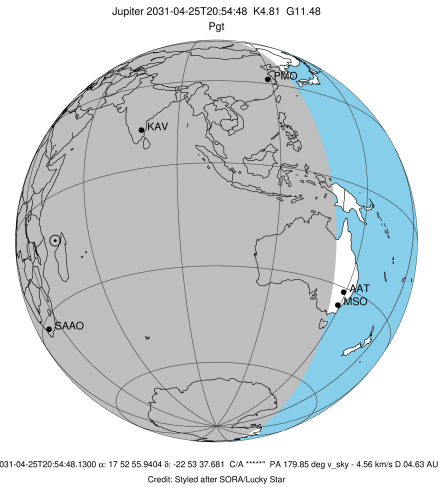 Jupiter 2031-04-25T20:54:48 K4.81 G11.48
Pgt
PMO
KAV
AAT
MSO
SAAO
031-04-25T20:54:48.1300 α: 17 52 55.9404 δ: -22 53 37.681 C/A *****" PA 179.85 deg v_sky - 4.56 km/s D 04.63 AU
Credit: Styled after SORA/Lucky Star